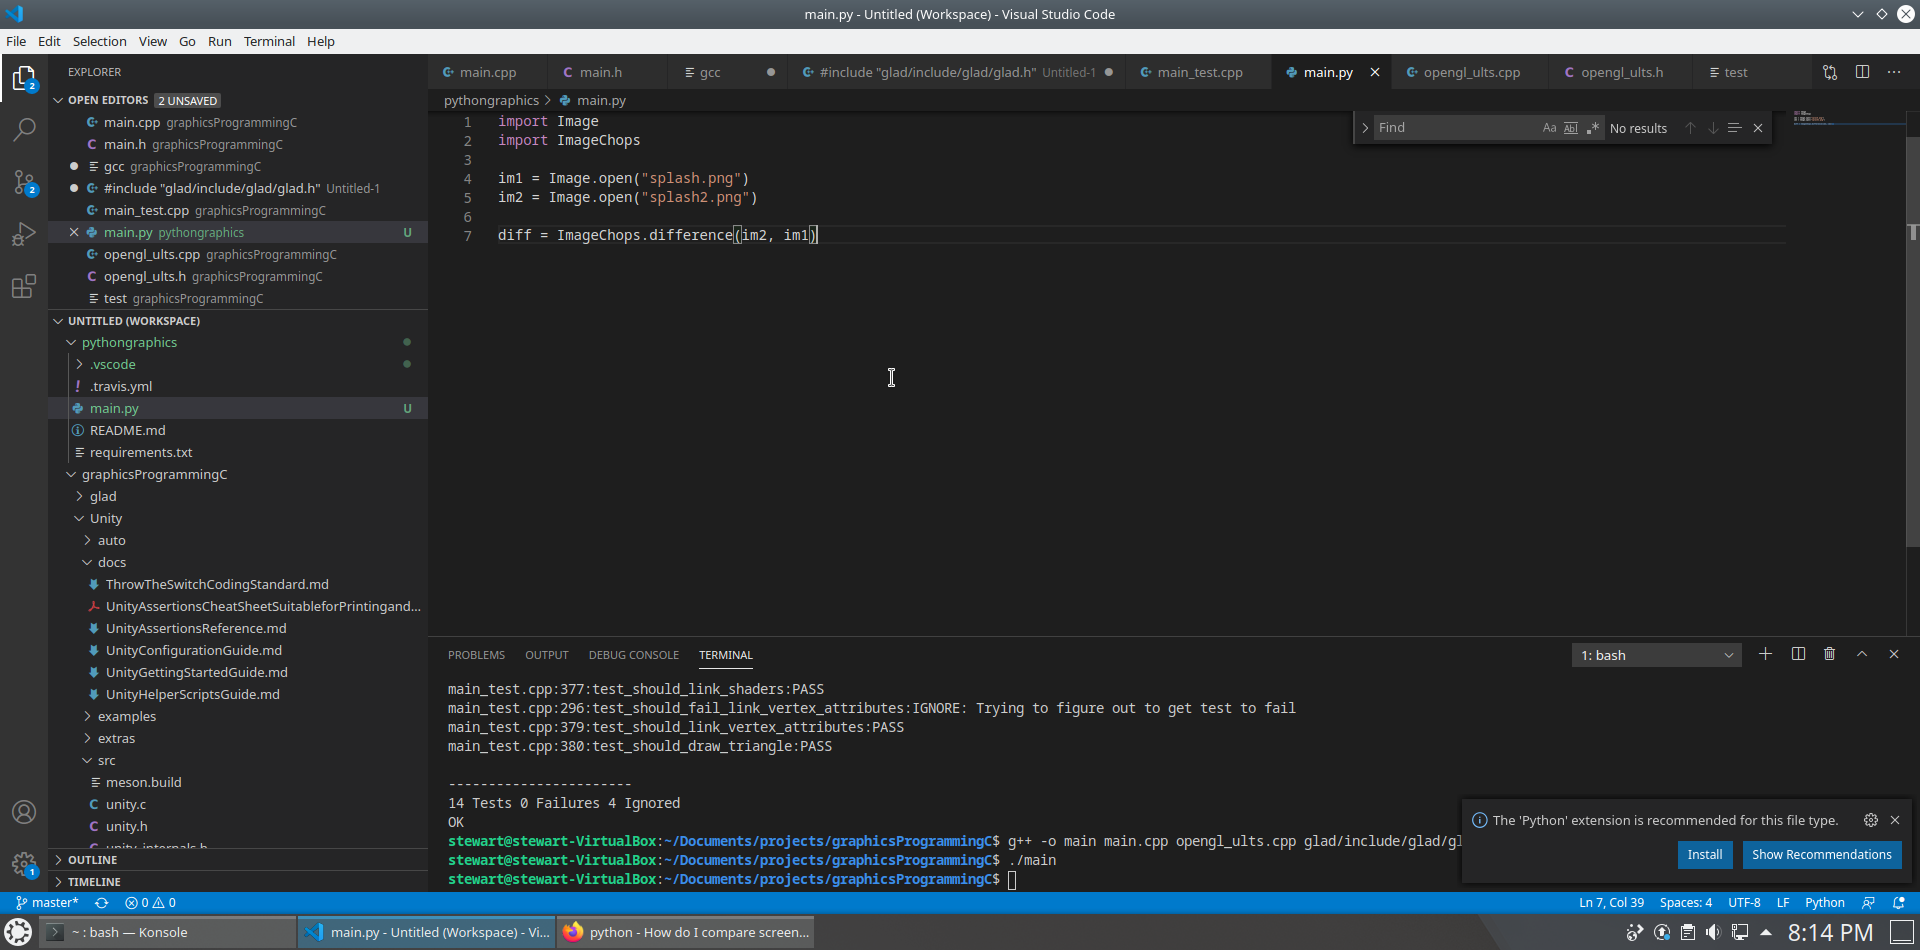 main.py - Untitled (Workspace) - Visual Studio Code
File Edit Selection View Go Run Terminal Help
EXPLORER
OPEN EDITORS 2 UNSAVED
main.cpp graphicsProgrammingC
main.h graphicsProgrammingC
gcc graphicsProgrammingC
#include "glad/include/glad/glad.h" Untitled-1
main_test.cpp graphicsProgrammingC
main.py pythongraphics U
opengl_ults.cpp graphicsProgrammingC
opengl_ults.h graphicsProgrammingC
test graphicsProgrammingC
UNTITLED (WORKSPACE)
pythongraphics
.vscode
.travis.yml
main.py U
README.md
requirements.txt
graphicsProgrammingC
glad
Unity
auto
docs
ThrowTheSwitchCodingStandard.md
UnityAssertionsCheatSheetSuitableforPrintingand...
UnityAssertionsReference.md
UnityConfigurationGuide.md
UnityGettingStartedGuide.md
UnityHelperScriptsGuide.md
examples
extras
src
meson.build
unity.c
unity.h
unity_internals.h
OUTLINE
TIMELINE
2
2
1
main.cpp main.h gcc #include "glad/include/glad/glad.h" Untitled-1 main_test.cpp main.py opengl_ults.cpp opengl_ults.h test
pythongraphics > main.py
Find Aa Abl .* No results
1 import Image
2 import ImageChops
3
4 im1 = Image.open("splash.png")
5 im2 = Image.open("splash2.png")
6
7 diff = ImageChops.difference(im2, im1)
PROBLEMS OUTPUT DEBUG CONSOLE TERMINAL 1: bash
main_test.cpp:377:test_should_link_shaders:PASS
main_test.cpp:296:test_should_fail_link_vertex_attributes:IGNORE: Trying to figure out to get test to fail
main_test.cpp:379:test_should_link_vertex_attributes:PASS
main_test.cpp:380:test_should_draw_triangle:PASS
-----------------------
14 Tests 0 Failures 4 Ignored
OK
stewart@stewart-VirtualBox:~/Documents/projects/graphicsProgrammingC$ g++ -o main main.cpp opengl_ults.cpp glad/include/glad/gl
stewart@stewart-VirtualBox:~/Documents/projects/graphicsProgrammingC$ ./main
stewart@stewart-VirtualBox:~/Documents/projects/graphicsProgrammingC$
The 'Python' extension is recommended for this file type.
Install Show Recommendations
master* 0 0 Ln 7, Col 39 Spaces: 4 UTF-8 LF Python
~ : bash — Konsole main.py - Untitled (Workspace) - Vi... python - How do I compare screen... 8:14 PM